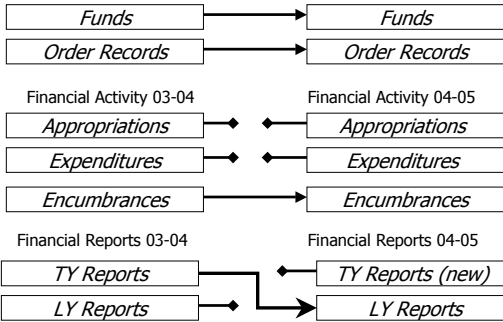 Funds Funds
Order Records Order Records
Financial Activity 03-04 Financial Activity 04-05
Appropriations Appropriations
Expenditures Expenditures
Encumbrances Encumbrances
Financial Reports 03-04 Financial Reports 04-05
TY Reports TY Reports (new)
LY Reports LY Reports